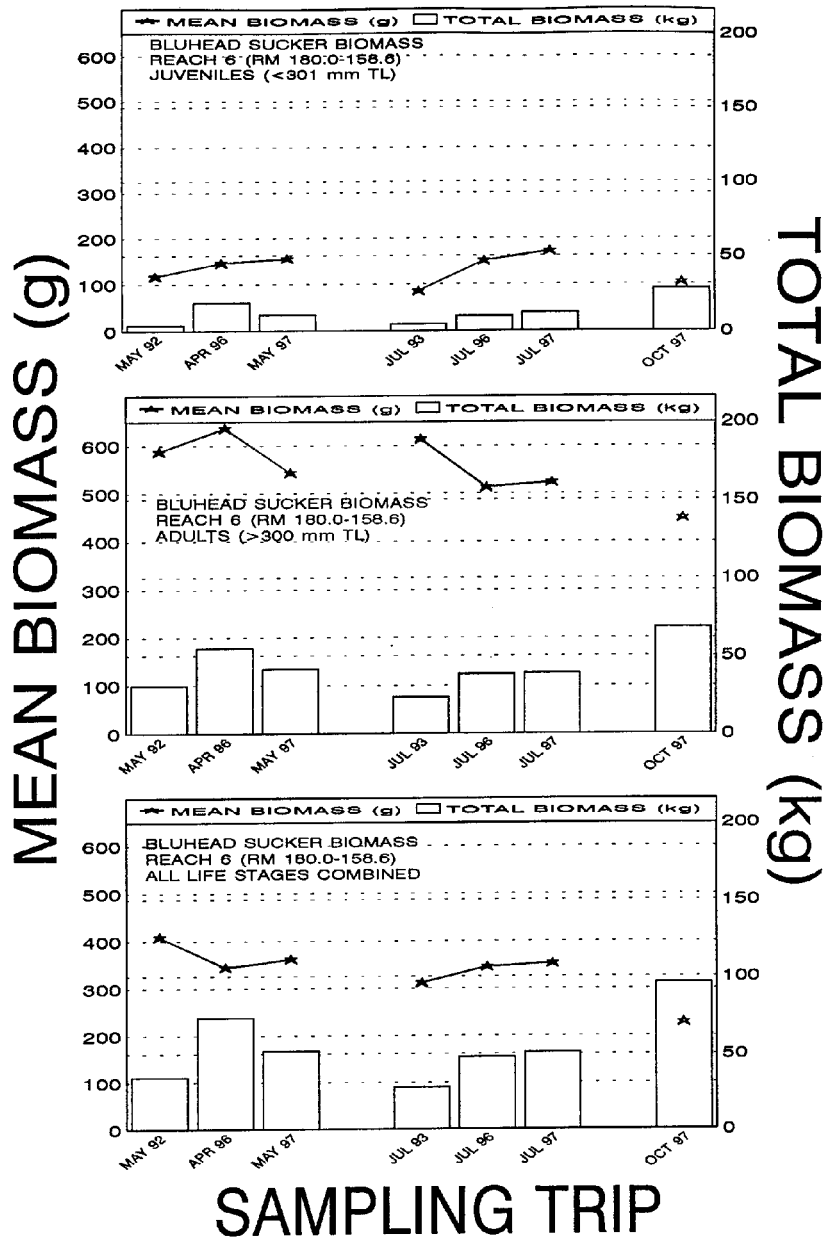 MEAN BIOMASS (g) TOTAL BIOMASS (kg)
BLUHEAD SUCKER BIOMASS
REACH 6 (RM 180.0-158.6)
JUVENILES (<301 mm TL)
600
500
400
300
200
100
0
200
150
100
50
0
MAY 92
APR 96
MAY 97
JUL 93
JUL 96
JUL 97
OCT 97
MEAN BIOMASS (g) TOTAL BIOMASS (kg)
BLUHEAD SUCKER BIOMASS
REACH 6 (RM 180.0-158.6)
ADULTS (>300 mm TL)
600
500
400
300
200
100
0
200
150
100
50
0
MAY 92
APR 96
MAY 97
JUL 93
JUL 96
JUL 97
OCT 97
MEAN BIOMASS (g) TOTAL BIOMASS (kg)
BLUHEAD SUCKER BIOMASS
REACH 6 (RM 180.0-158.6)
ALL LIFE STAGES COMBINED
600
500
400
300
200
100
0
200
150
100
50
0
MAY 92
APR 96
MAY 97
JUL 93
JUL 96
JUL 97
OCT 97
MEAN BIOMASS (g)
TOTAL BIOMASS (kg)
SAMPLING TRIP